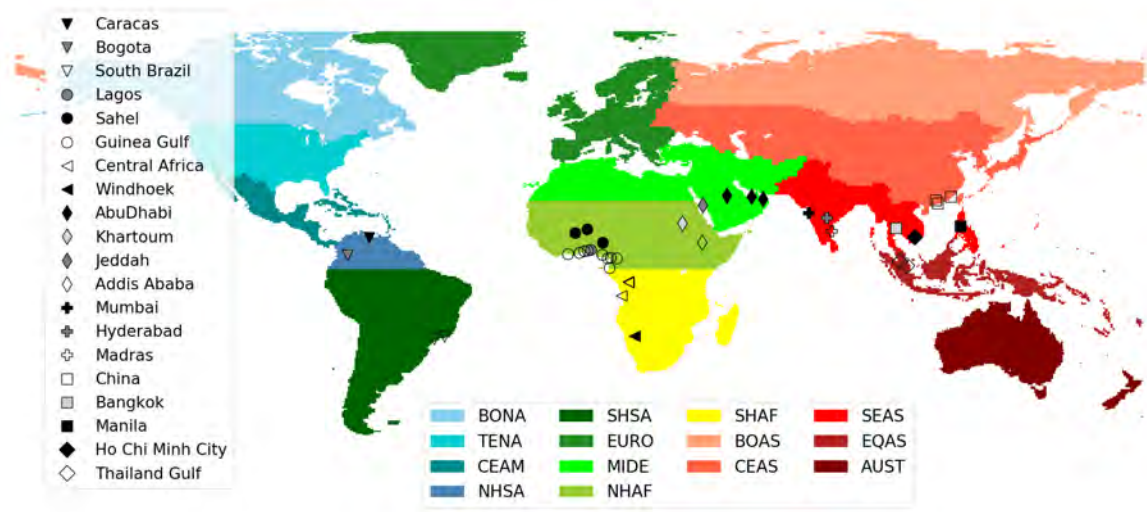 Caracas
Bogota
South Brazil
Lagos
Sahel
Guinea Gulf
Central Africa
Windhoek
AbuDhabi
Khartoum
Jeddah
Addis Ababa
Mumbai
Hyderabad
Madras
China
Bangkok
Manila
Ho Chi Minh City
Thailand Gulf
BONA SHSA SHAF SEAS
TENA EURO BOAS EQAS
CEAM MIDE CEAS AUST
NHSA NHAF